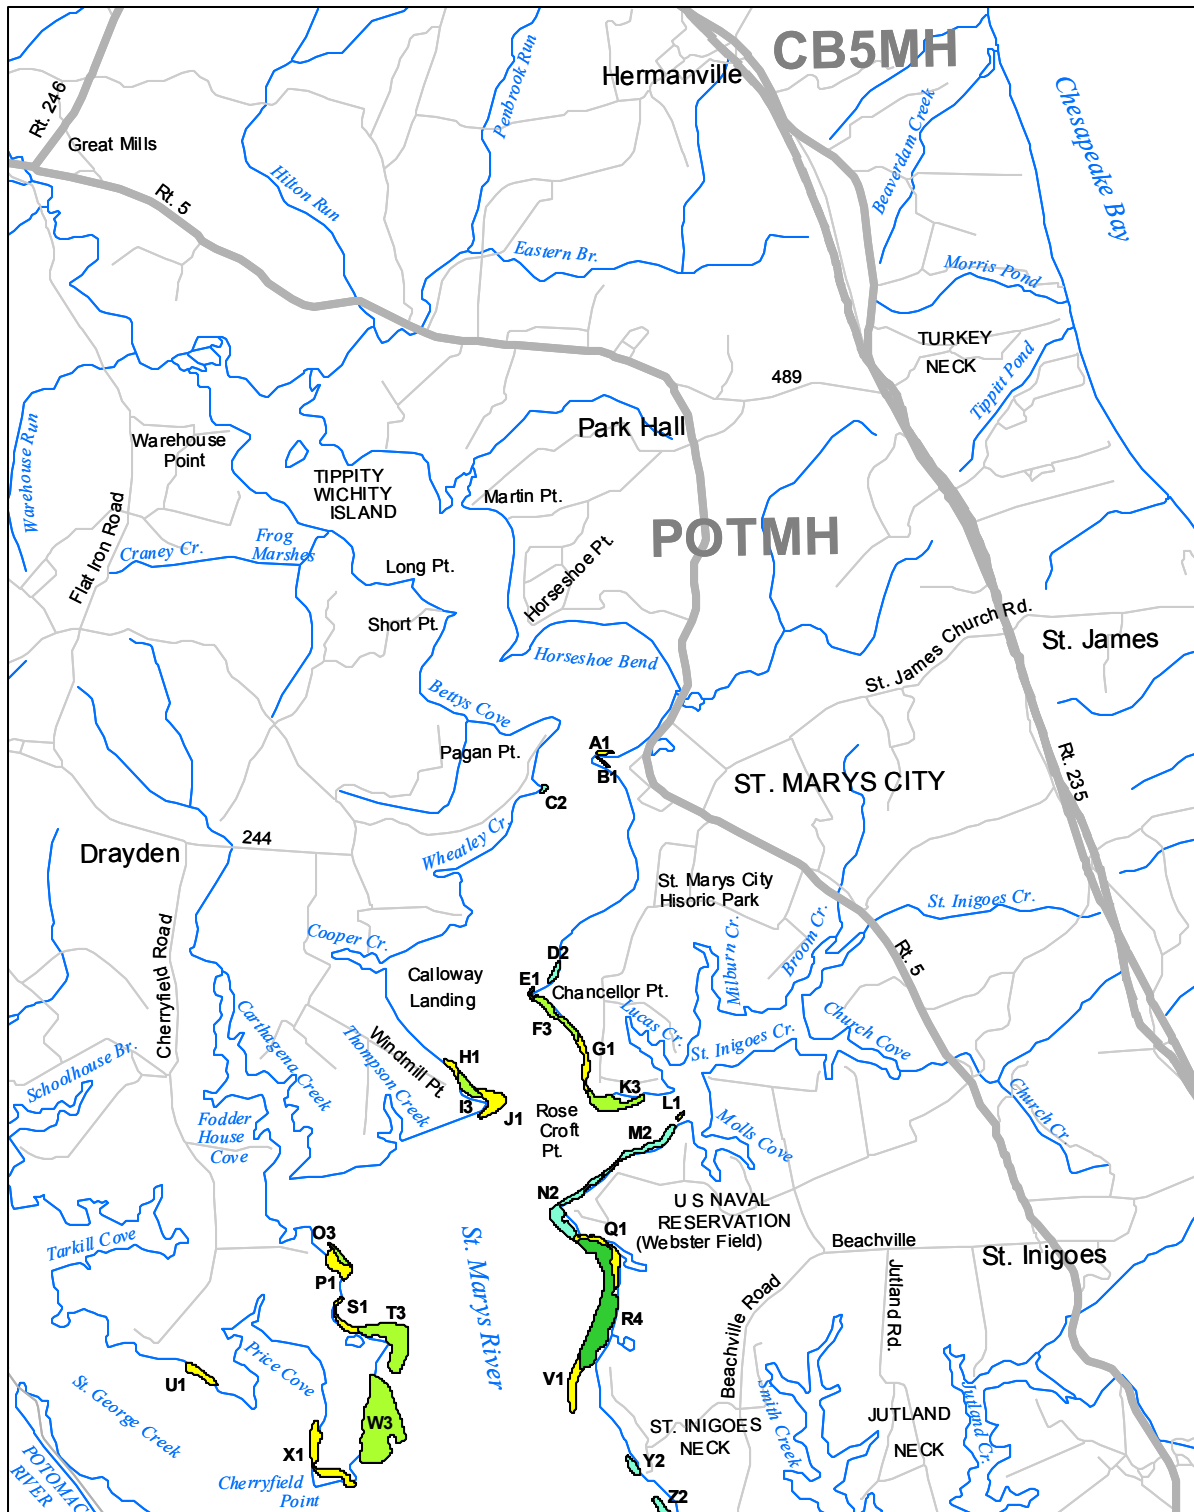 CB5MH
Hermanville
Penbrook Run
Rt. 246
Chesapeake Bay
Beaverdam Creek
Great Mills
Hilton Run
Rt. 5
Eastern Br.
Morris Pond
TURKEY
NECK
Tippitt Pond
489
Park Hall
Warehouse Run
Warehouse
Point
TIPPITY
WICHITY
ISLAND
Martin Pt.
Flat Iron Road
Frog
Marshes
Craney Cr.
POTMH
Long Pt.
Horseshoe Pt.
Short Pt.
St. James Church Rd.
St. James
Horseshoe Bend
Bettys Cove
Pagan Pt.
A1
B1
C2
ST. MARYS CITY
Rt. 235
Wheatley Cr.
244
Drayden
St. Marys City
Hisoric Park
St. Inigoes Cr.
Cherryfield Road
Cooper Cr.
Milburn Cr.
Broom Cr.
Rt. 5
D2
E1
Calloway
Landing
Chancellor Pt.
Carthagena Creek
Lucas Cr.
Church Cove
F3
St. Inigoes Cr.
Windmill Pt.
Thompson Creek
G1
H1
Schoolhouse Br.
K3
I3
J1
L1
Rose
Croft
Pt.
Church Cr.
Fodder
House
Cove
M2
Molls Cove
N2
U S NAVAL
RESERVATION
(Webster Field)
Q1
O3
Tarkill Cove
Beachville
St. Inigoes
P1
St. Marys River
S1
T3
R4
Jutland Rd.
Beachville Road
Price Cove
U1
V1
St. George Creek
W3
Smith Creek
Jutland Cr.
ST. INIGOES
NECK
JUTLAND
NECK
X1
Y2
POTOMAC
RIVER
Cherryfield
Point
Z2